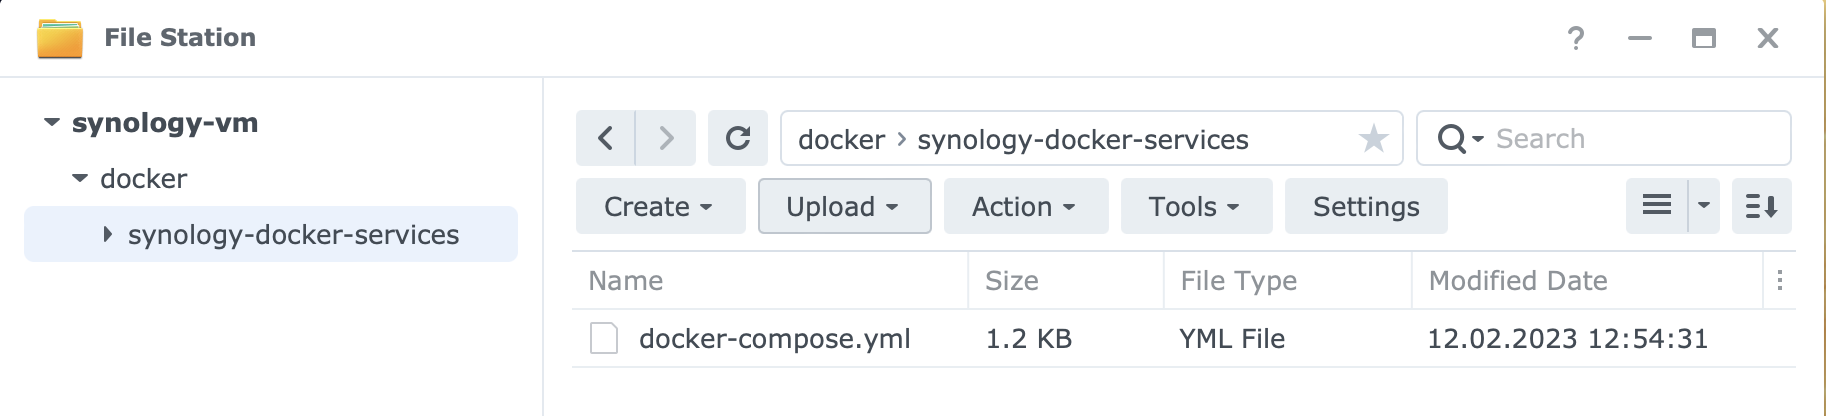 File Station
?
synology-vm
docker
synology-docker-services
docker › synology-docker-services
Search
Create
Upload
Action
Tools
Settings
Name Size File Type Modified Date
docker-compose.yml 1.2 KB YML File 12.02.2023 12:54:31